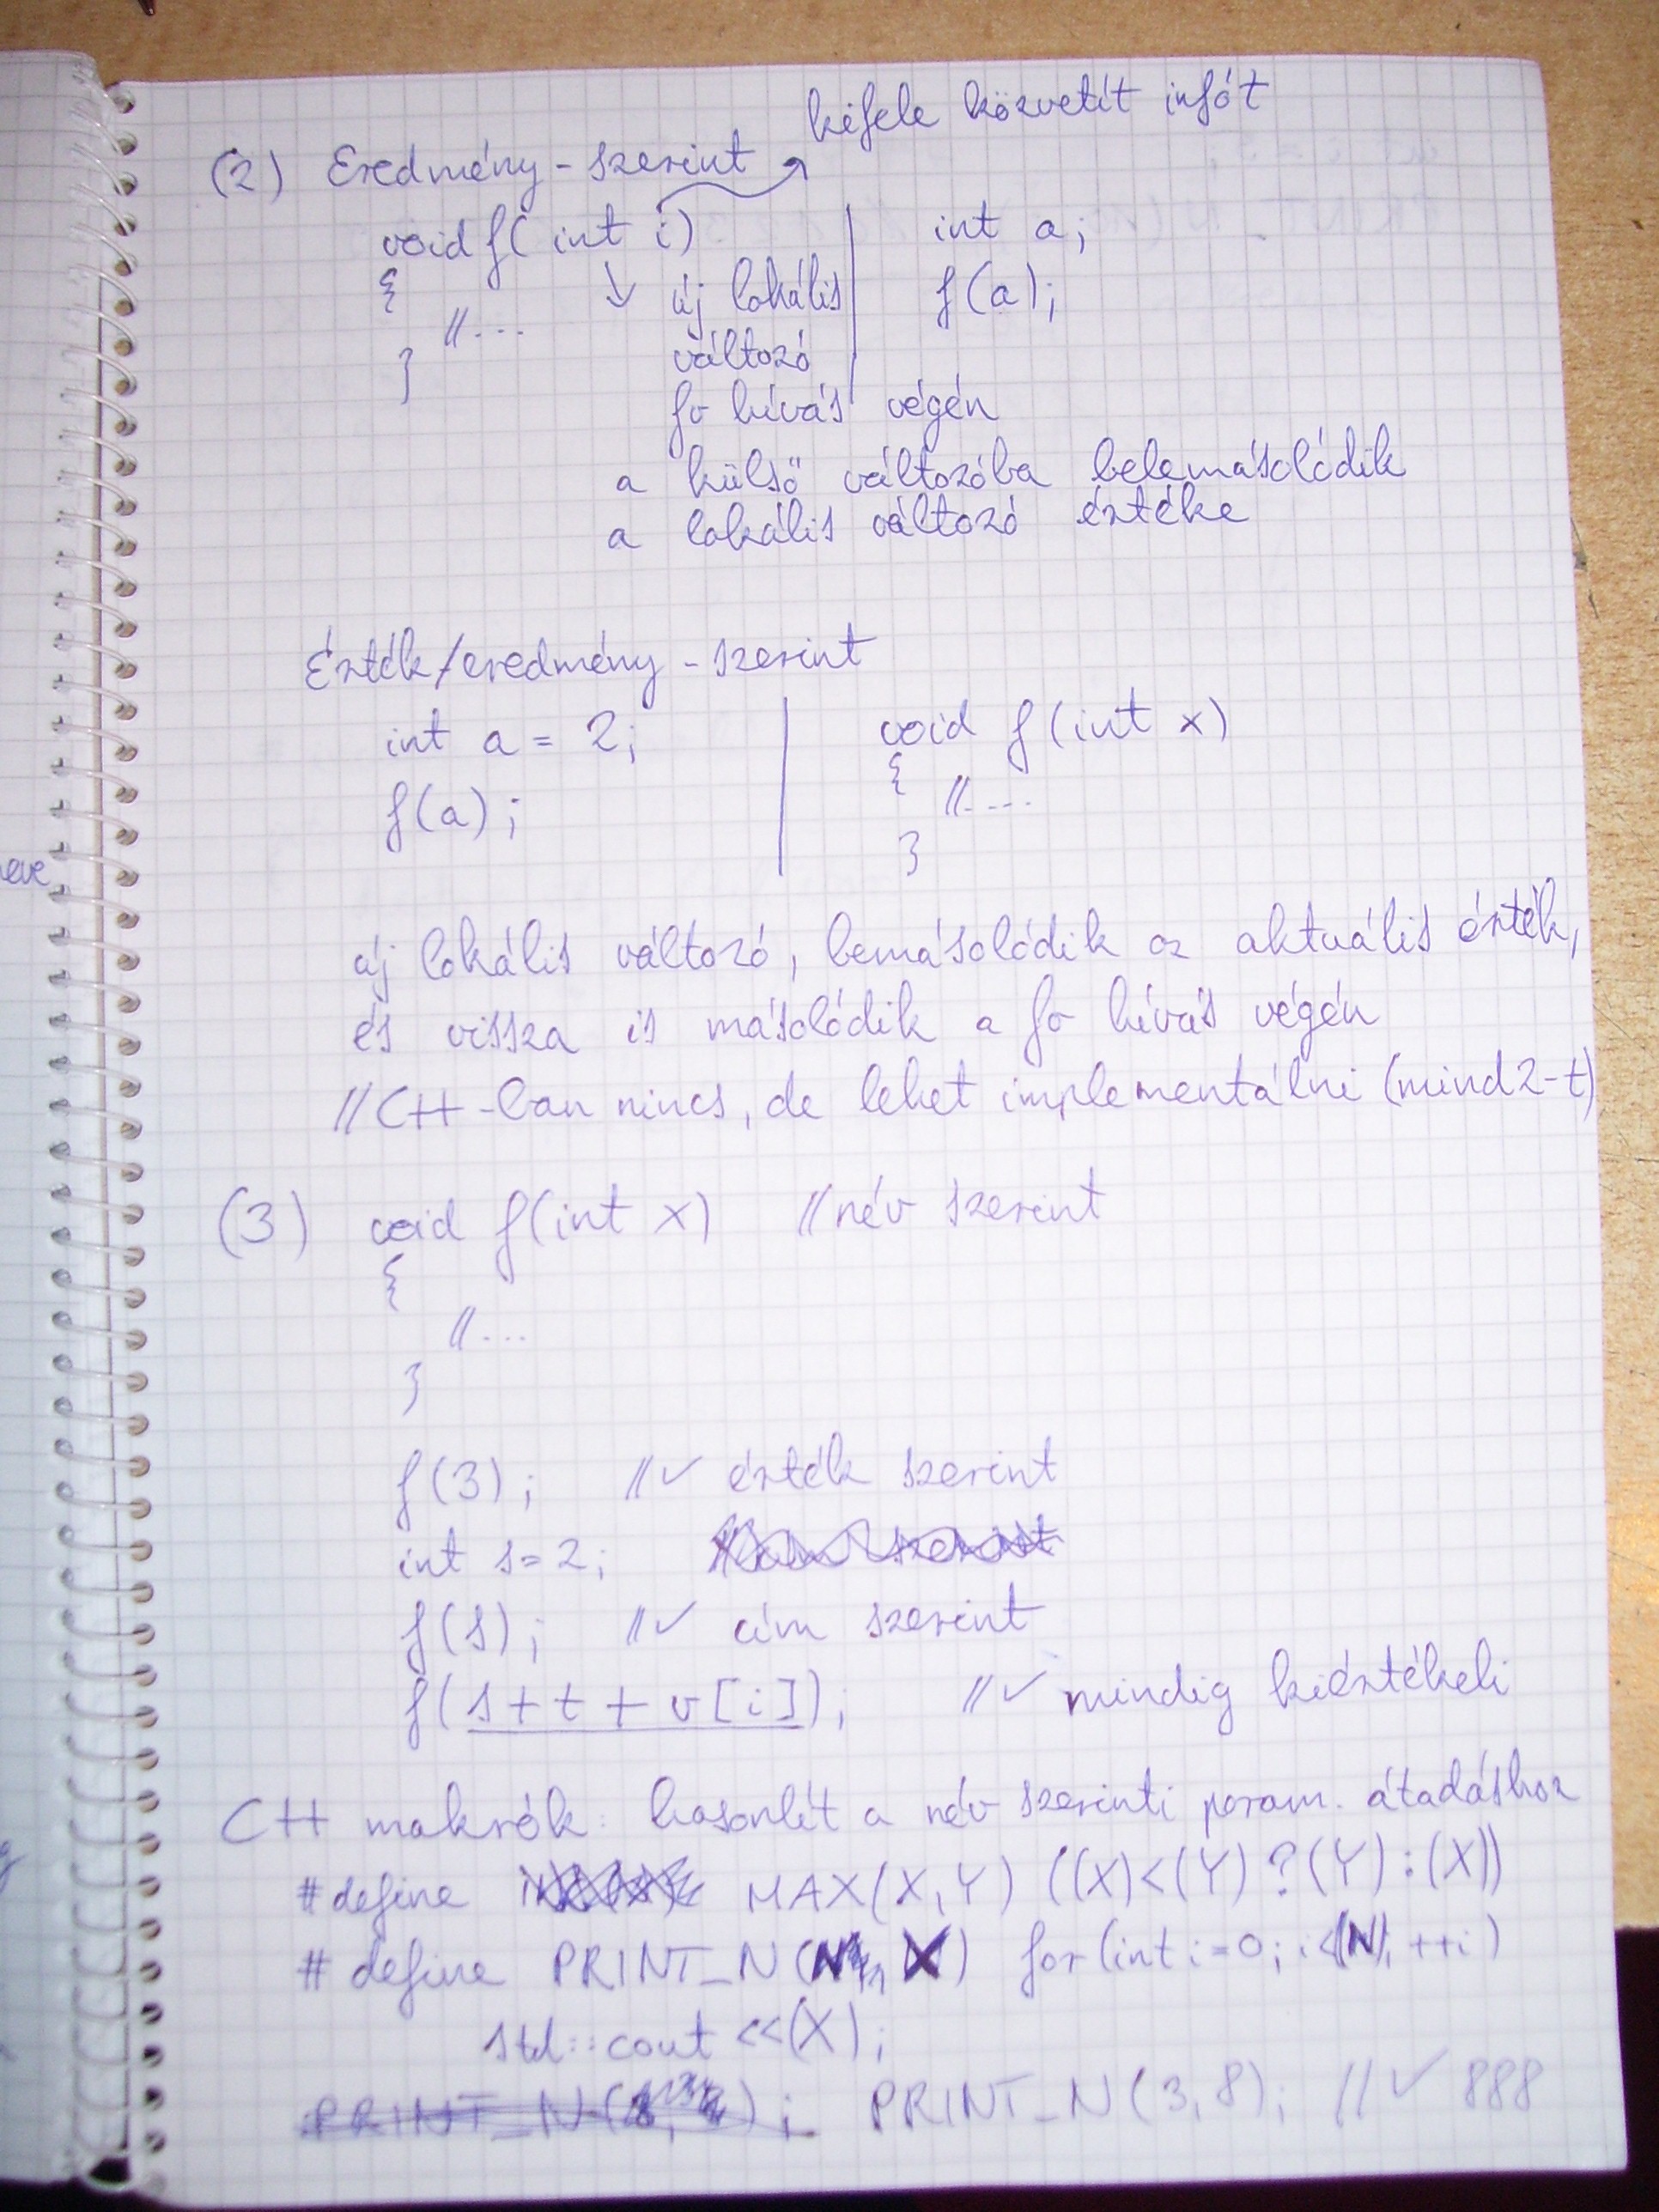 kifele közvetít infót
(2) Eredmény-szerint
void f( int i) int a;
{ ↓ új lokális f(a);
//...
változó
}
fv hívás végén
a külső változóba belemásolódik
a lokális változó értéke
Érték/eredmény-szerint
int a = 2; void f(int x)
{
f(a); //....
}
neve
új lokális változó, bemásolódik az aktuális érték,
és vissza is másolódik a fv hívás végén
//C++-ban nincs, de lehet implementálni (mind2-t)
(3) void f(int x) //név szerint
{
//...
}
f(3); //✓ érték szerint
int s=2;
f(s); //✓ cím szerint
f(s+t+v[i]); //✓ mindig kiértékeli
C++ makrók: hasonlít a név szerinti param. átadáshoz
#define MAX(X,Y) ((X)<(Y)?(Y):(X))
#define PRINT_N(N, X) for(int i=0; i<(N); ++i)
std::cout <<(X);
PRINT_N(3,8); //✓ 888